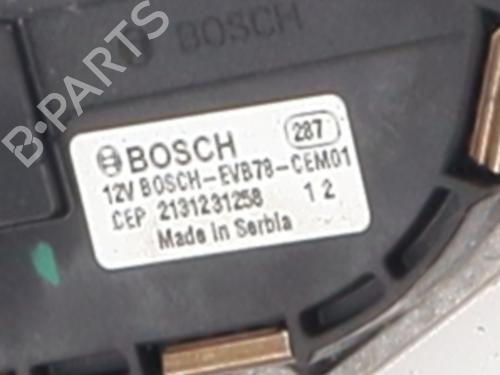 BOSCH
B-PARTS
BOSCH
287
12V BOSCH-EVB78-CEM01
CEP 2131231258 1 2
Made in Serbia